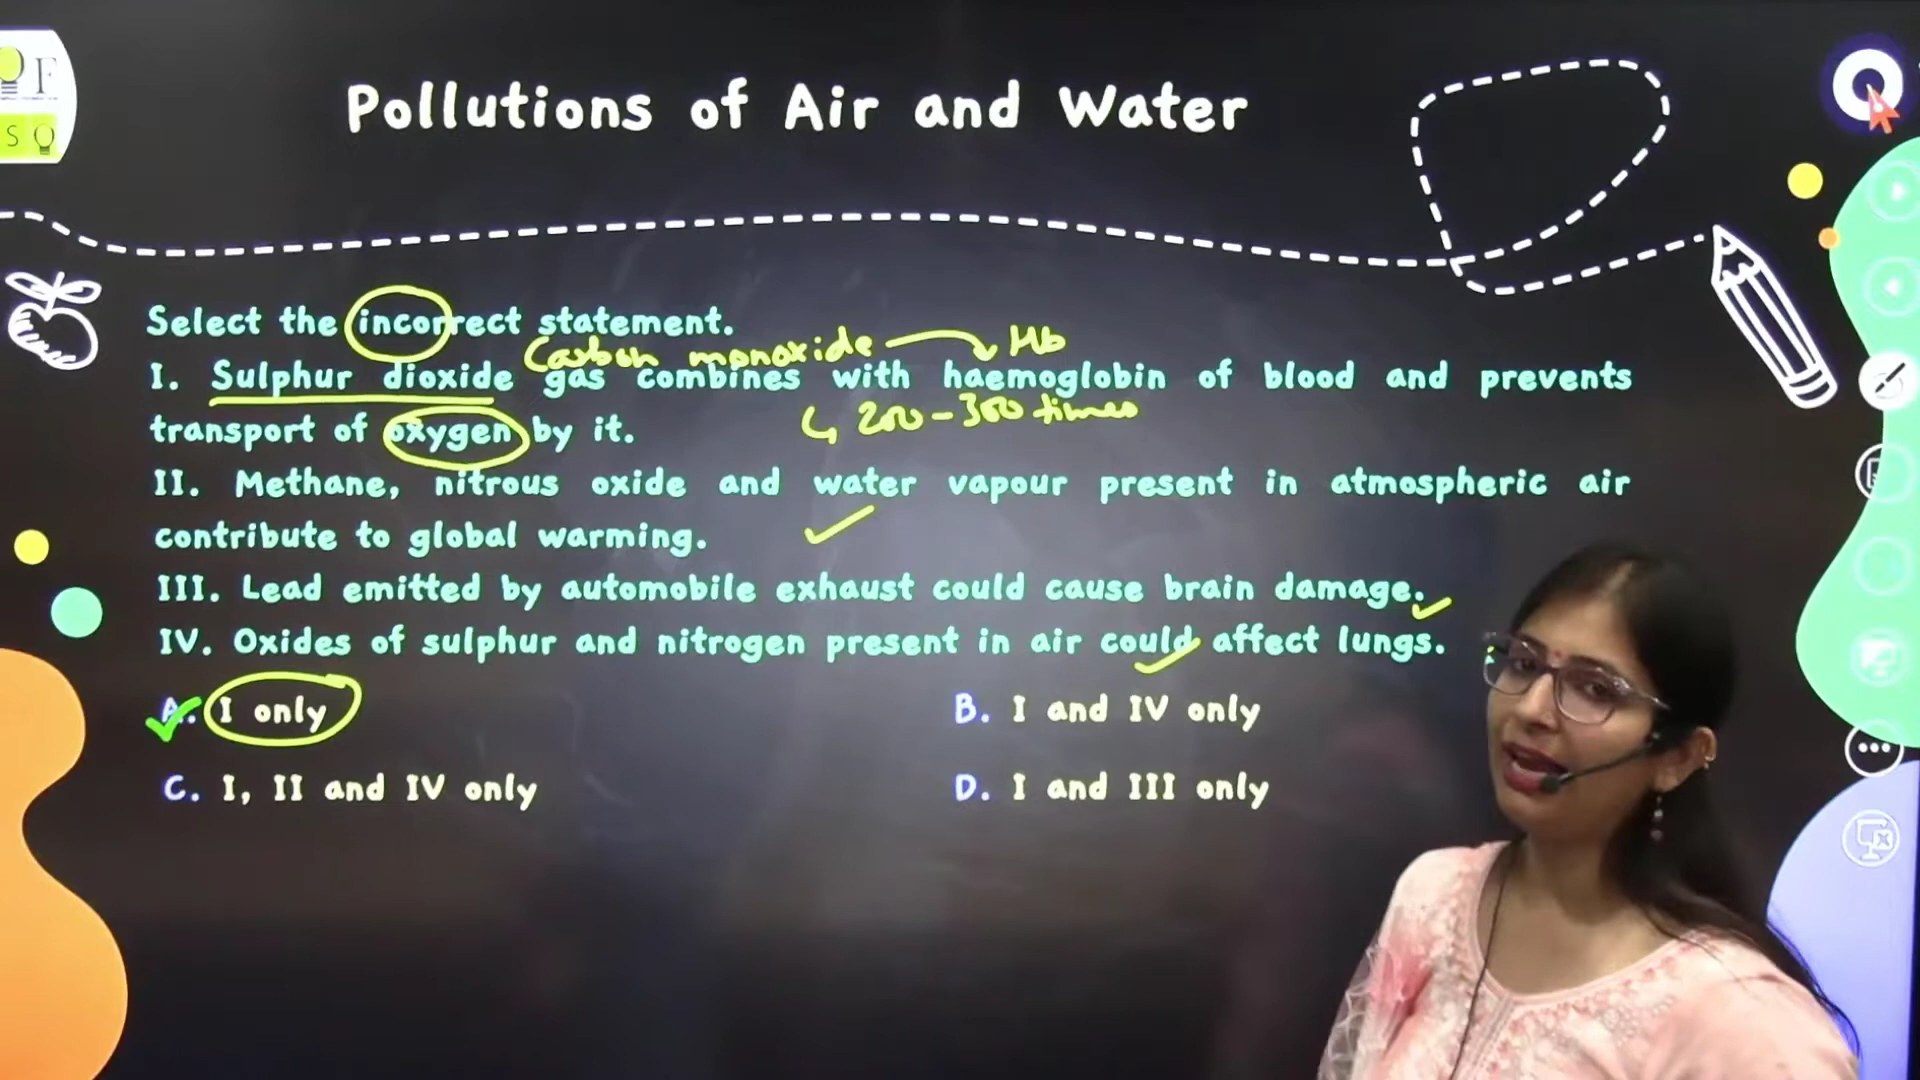 OF
SO
Pollutions of Air and Water
Select the incorrect statement.
Carbon monoxide → Hb
I. Sulphur dioxide gas combines with haemoglobin of blood and prevents
↳ 200-300 times
transport of oxygen by it.
II. Methane, nitrous oxide and water vapour present in atmospheric air
contribute to global warming.
III. Lead emitted by automobile exhaust could cause brain damage.
IV. Oxides of sulphur and nitrogen present in air could affect lungs.
A. I only
B. I and IV only
C. I, II and IV only
D. I and III only